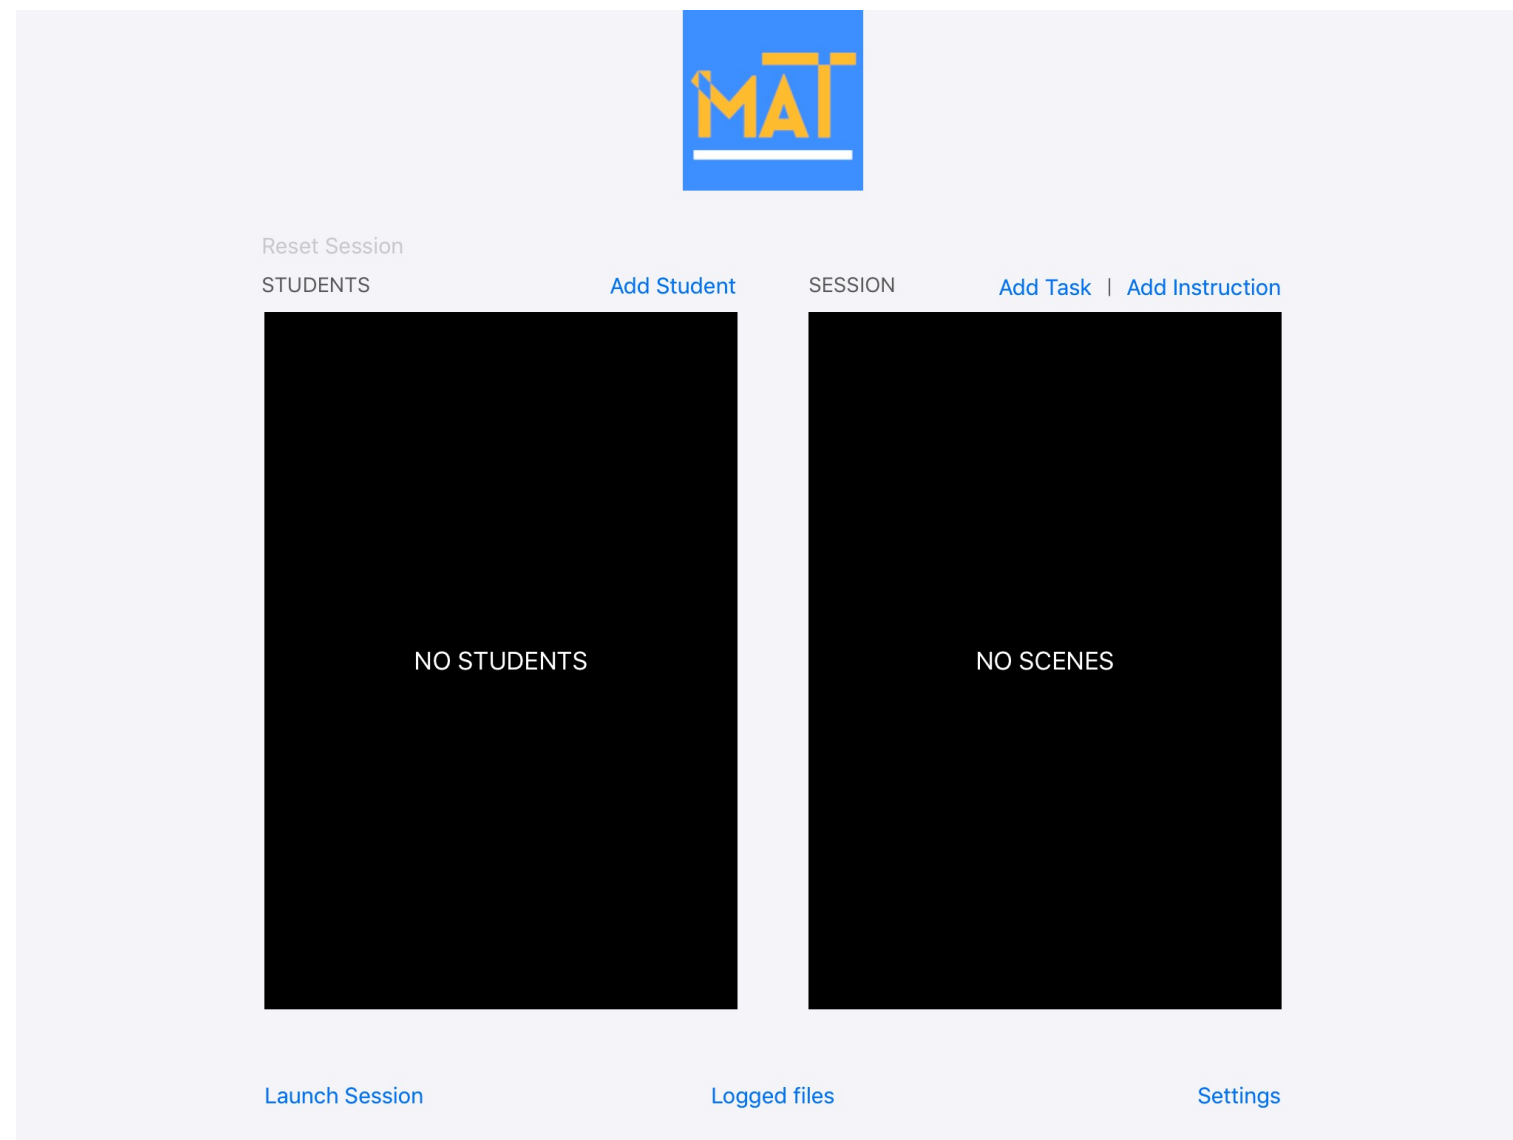 MAT
Reset Session
STUDENTS Add Student SESSION Add Task | Add Instruction
NO STUDENTS NO SCENES
Launch Session Logged files Settings